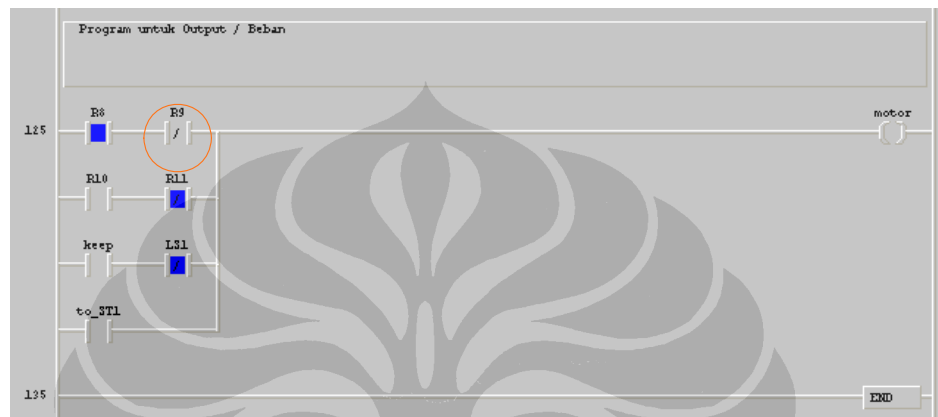 Program untuk Output / Beban
R8 R9 motor
125
R10 R11
keep LS1
to_ST1
135 END